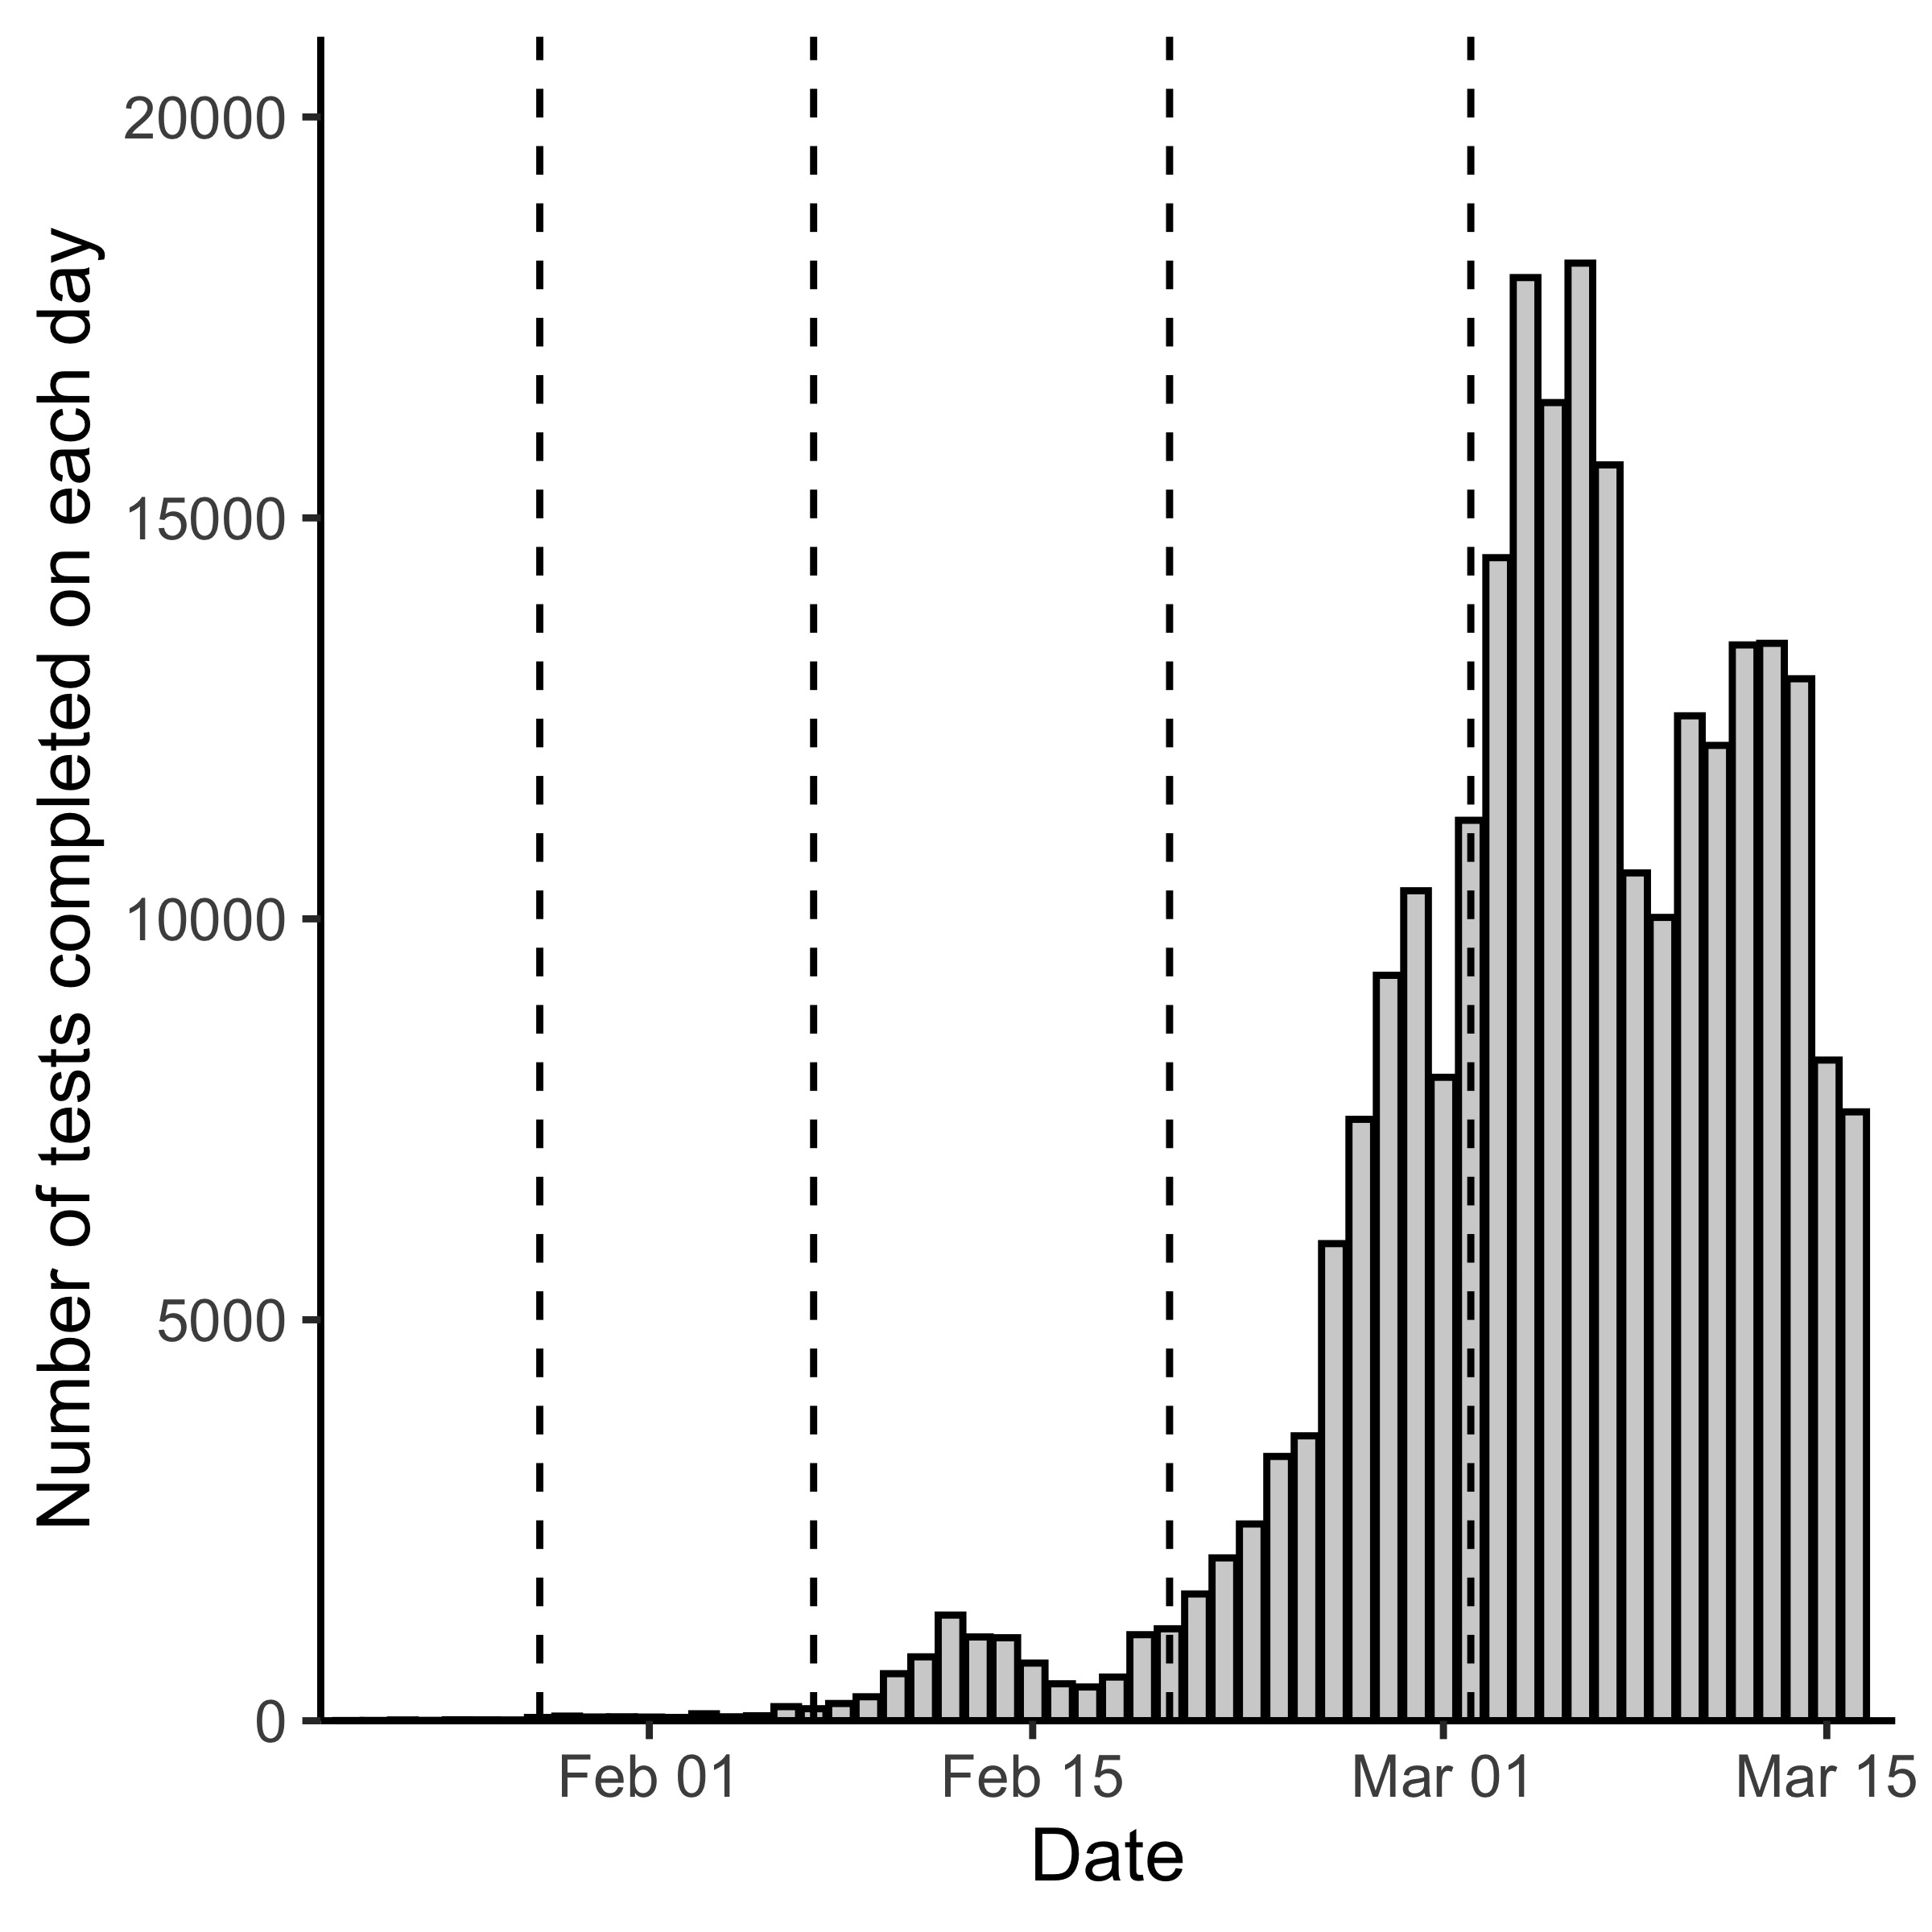 Number of tests completed on each day
20000
15000
10000
5000
0
Feb 01
Feb 15
Mar 01
Mar 15
Date